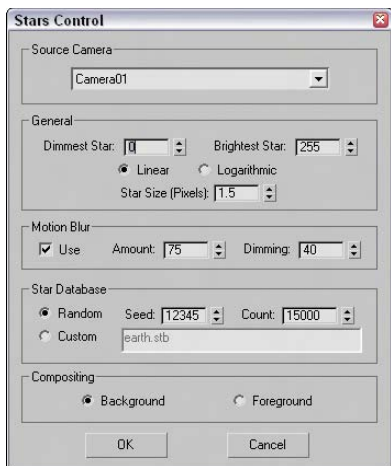 Stars Control
Source Camera
Camera01
General
Dimmest Star: 0 Brightest Star: 255
Linear Logarithmic
Star Size (Pixels): 1.5
Motion Blur
Use Amount: 75 Dimming: 40
Star Database
Random Seed: 12345 Count: 15000
Custom earth.stb
Compositing
Background Foreground
OK Cancel